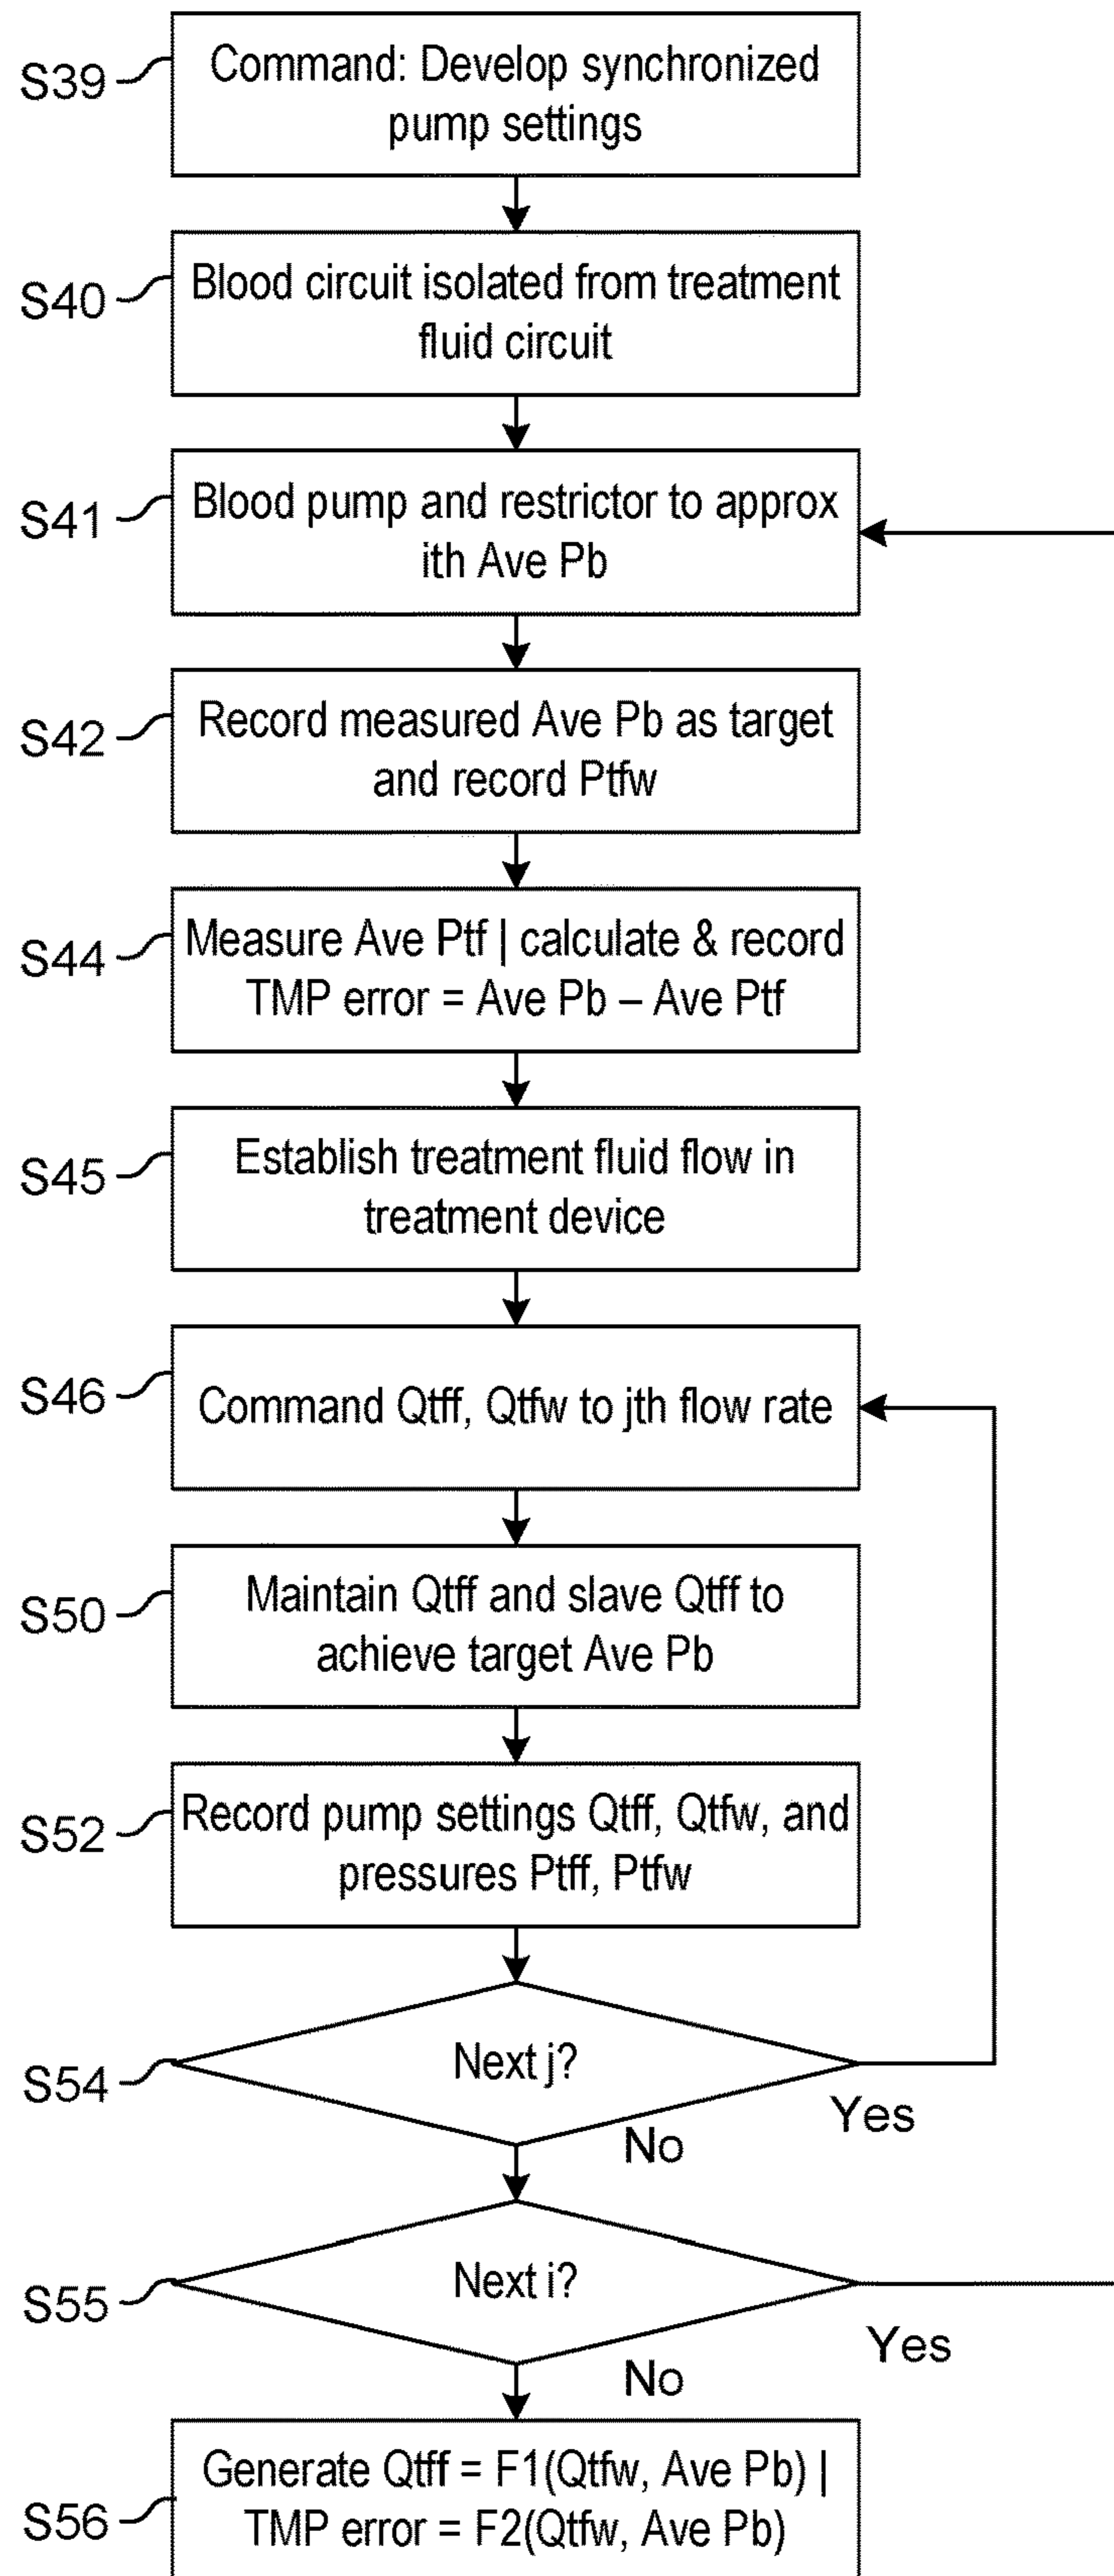 S39
Command: Develop synchronized
pump settings
S40
Blood circuit isolated from treatment
fluid circuit
S41
Blood pump and restrictor to approx
ith Ave Pb
S42
Record measured Ave Pb as target
and record Ptfw
S44
Measure Ave Ptf | calculate & record
TMP error = Ave Pb – Ave Ptf
S45
Establish treatment fluid flow in
treatment device
S46
Command Qtff, Qtfw to jth flow rate
S50
Maintain Qtff and slave Qtff to
achieve target Ave Pb
S52
Record pump settings Qtff, Qtfw, and
pressures Ptff, Ptfw
S54
Next j?
Yes
No
S55
Next i?
Yes
No
S56
Generate Qtff = F1(Qtfw, Ave Pb) |
TMP error = F2(Qtfw, Ave Pb)